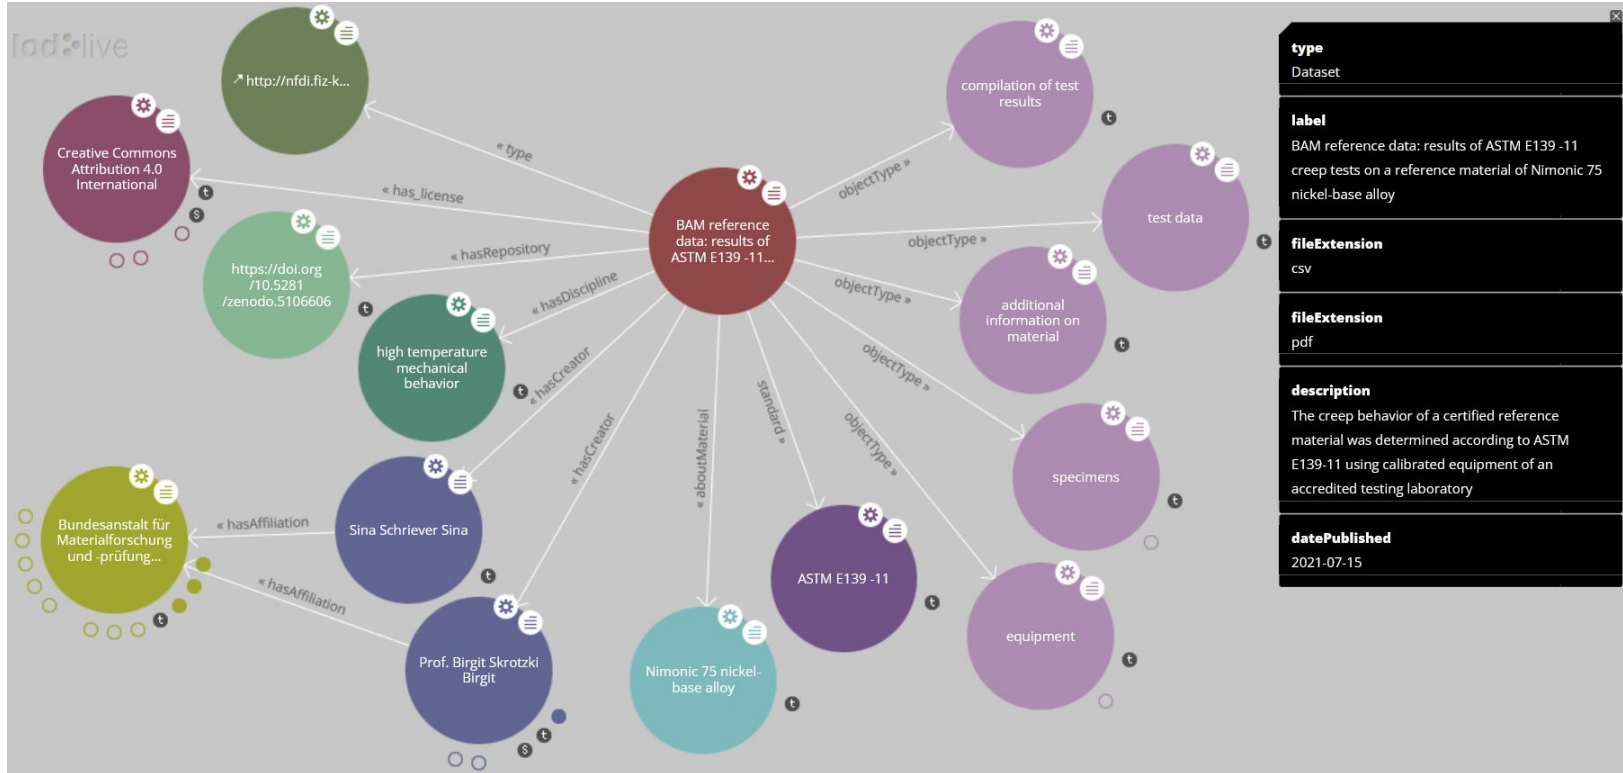 lodlive
http://nfdi.fiz-k...
Creative Commons
Attribution 4.0
International
https://doi.org
/10.5281
/zenodo.5106606
high temperature
mechanical
behavior
Bundesanstalt für
Materialforschung
und -prüfung...
Sina Schriever Sina
Prof. Birgit Skrotzki
Birgit
Nimonic 75 nickel-
base alloy
ASTM E139 -11
BAM reference
data: results of
ASTM E139 -11...
compilation of test
results
test data
additional
information on
material
specimens
equipment
« type
« has_license
« hasRepository
« hasDiscipline
« hasCreator
« hasCreator
« hasAffiliation
« hasAffiliation
« aboutMaterial
standard »
objectType »
objectType »
objectType »
objectType »
objectType »
t
s
t
t
t
t
t
s
t
t
t
t
t
t
t
type
Dataset
label
BAM reference data: results of ASTM E139 -11
creep tests on a reference material of Nimonic 75
nickel-base alloy
fileExtension
csv
fileExtension
pdf
description
The creep behavior of a certified reference
material was determined according to ASTM
E139-11 using calibrated equipment of an
accredited testing laboratory
datePublished
2021-07-15